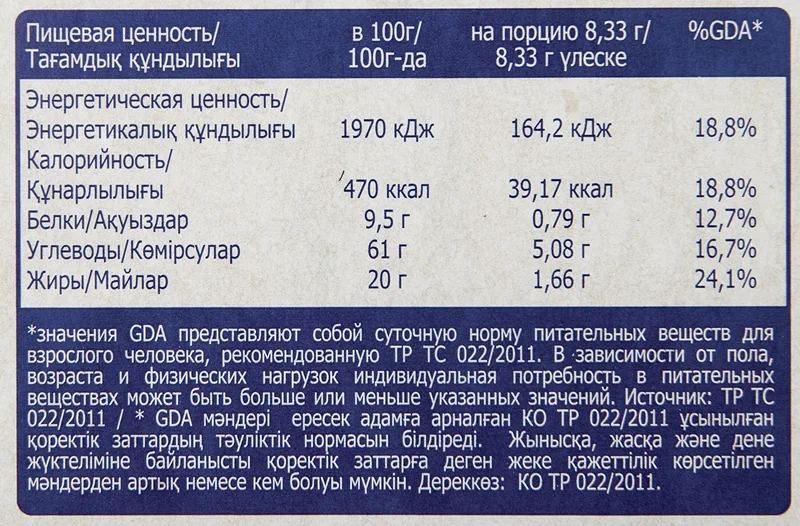 Пищевая ценность/ в 100г/ на порцию 8,33 г/ %GDA*
Тағамдық құндылығы 100г-да 8,33 г үлеске
Энергетическая ценность/
Энергетикалық құндылығы 1970 кДж 164,2 кДж 18,8%
Калорийность/
Құнарлылығы 470 ккал 39,17 ккал 18,8%
Белки/Ақуыздар 9,5 г 0,79 г 12,7%
Углеводы/Көмірсулар 61 г 5,08 г 16,7%
Жиры/Майлар 20 г 1,66 г 24,1%
*значения GDA представляют собой суточную норму питательных веществ для
взрослого человека, рекомендованную ТР ТС 022/2011. В зависимости от пола,
возраста и физических нагрузок индивидуальная потребность в питательных
веществах может быть больше или меньше указанных значений. Источник: ТР ТС
022/2011 / * GDA мәндері ересек адамға арналған КО ТР 022/2011 ұсынылған
қоректік заттардың тәуліктік нормасын білдіреді. Жынысқа, жасқа және дене
жүктеліміне байланысты қоректік заттарға деген жеке қажеттілік көрсетілген
мәндерден артық немесе кем болуы мүмкін. Дереккөз: КО ТР 022/2011.